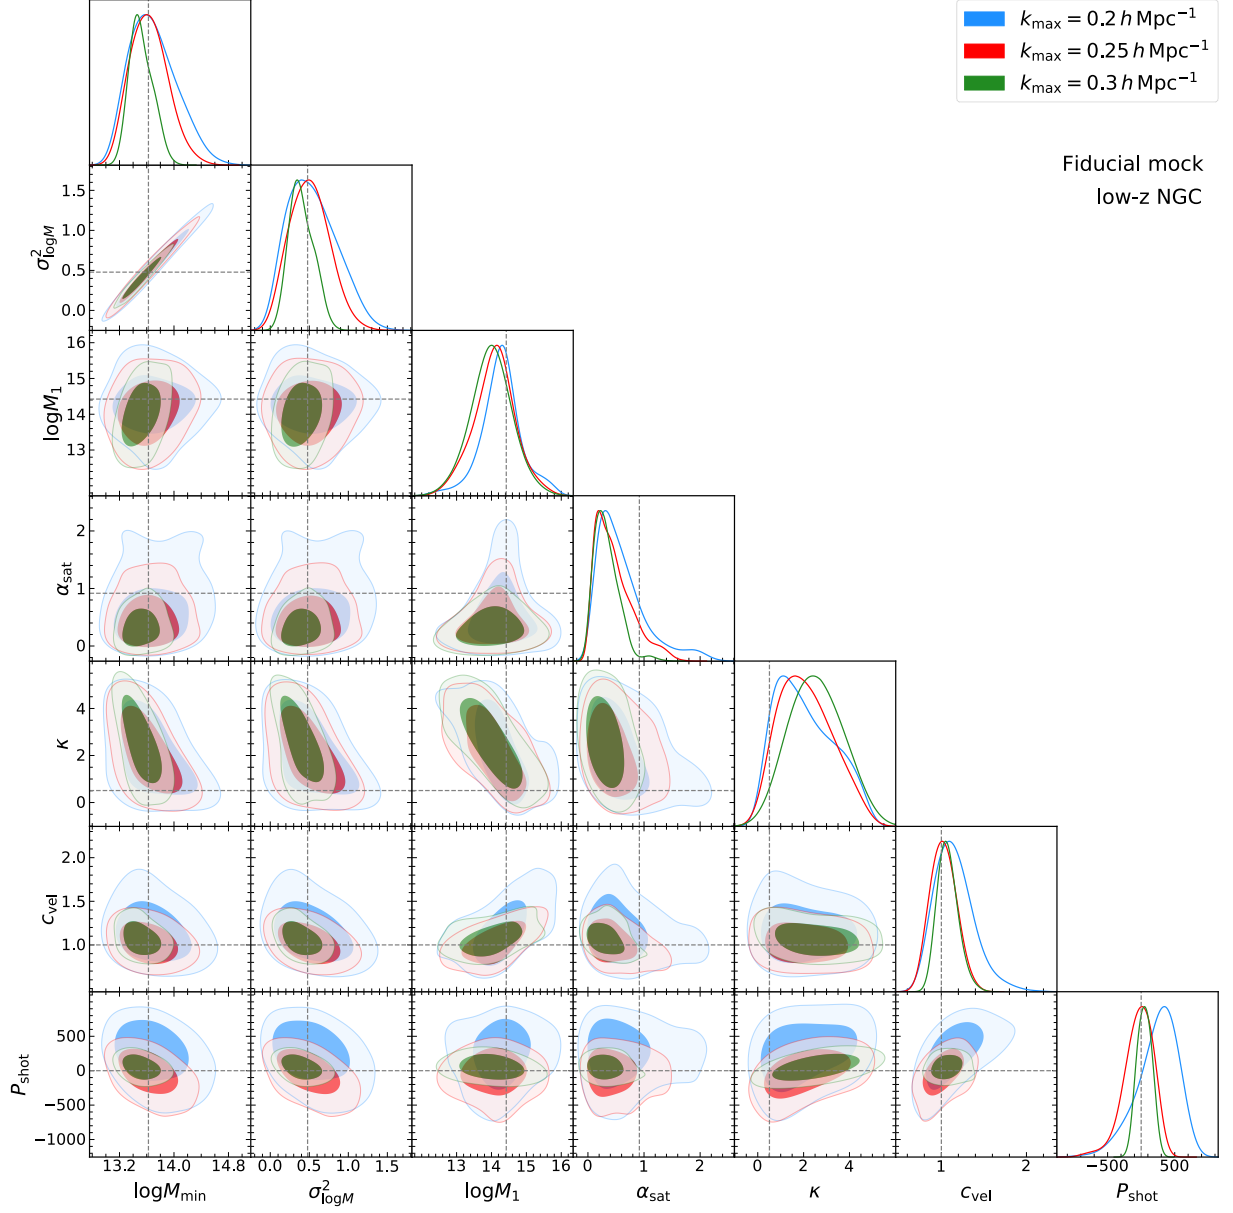 k_max = 0.2 h Mpc⁻¹
k_max = 0.25 h Mpc⁻¹
k_max = 0.3 h Mpc⁻¹
Fiducial mock
low-z NGC
1.5
1.0
0.5
0.0
σ²_logM
16
15
14
13
logM₁
2
1
0
α_sat
4
2
0
κ
2.0
1.5
1.0
c_vel
500
0
−500
−1000
P_shot
13.2 14.0 14.8
0.0 0.5 1.0 1.5
13 14 15 16
0 1 2
0 2 4
1 2
−500 500
logM_min
σ²_logM
logM₁
α_sat
κ
c_vel
P_shot